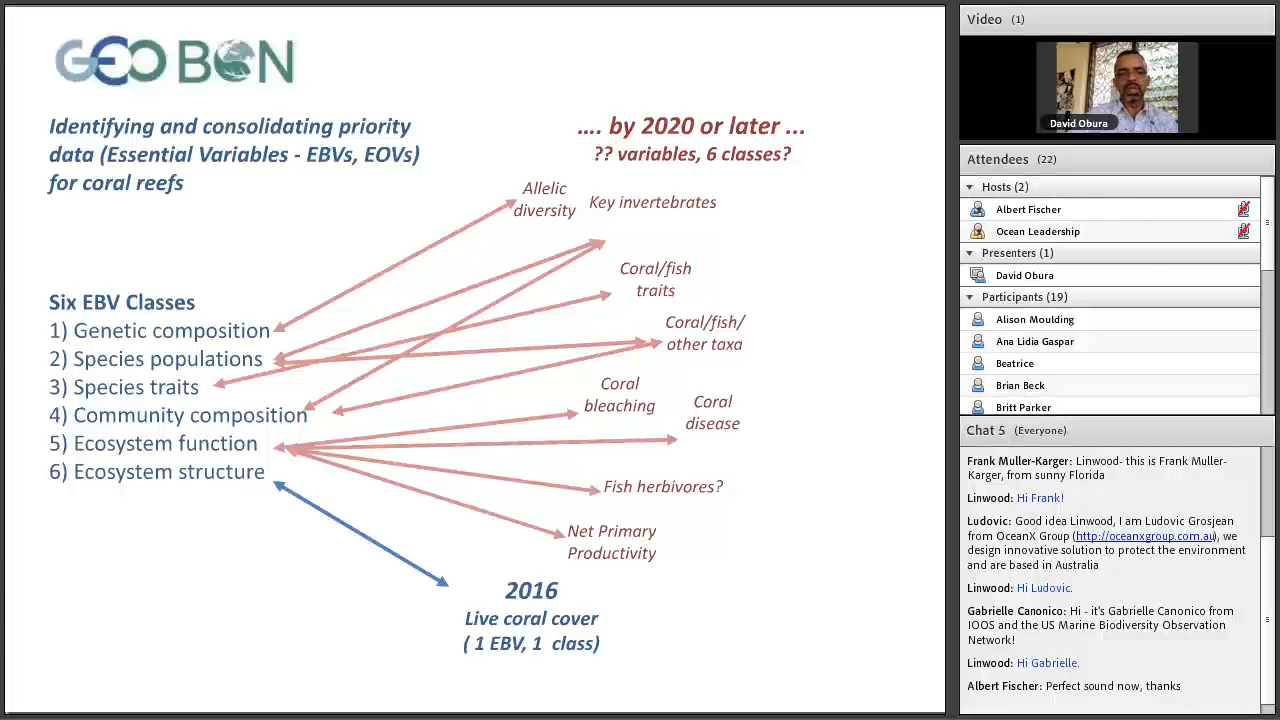 GEO BON
Identifying and consolidating priority
data (Essential Variables - EBVs, EOVs)
for coral reefs
.... by 2020 or later ...
?? variables, 6 classes?
Allelic
diversity
Key invertebrates
Coral/fish
traits
Coral/fish/
other taxa
Coral
bleaching
Coral
disease
Fish herbivores?
Net Primary
Productivity
Six EBV Classes
1) Genetic composition
2) Species populations
3) Species traits
4) Community composition
5) Ecosystem function
6) Ecosystem structure
2016
Live coral cover
( 1 EBV, 1 class)
Video (1)
David Obura
Attendees (22)
Hosts (2)
Albert Fischer
Ocean Leadership
Presenters (1)
David Obura
Participants (19)
Alison Moulding
Ana Lidia Gaspar
Beatrice
Brian Beck
Britt Parker
Chat 5 (Everyone)
Frank Muller-Karger: Linwood- this is Frank Muller-
Karger, from sunny Florida
Linwood: Hi Frank!
Ludovic: Good idea Linwood, I am Ludovic Grosjean
from OceanX Group (http://oceanxgroup.com.au), we
design innovative solution to protect the environment
and are based in Australia
Linwood: Hi Ludovic.
Gabrielle Canonico: Hi - it's Gabrielle Canonico from
IOOS and the US Marine Biodiversity Observation
Network!
Linwood: Hi Gabrielle.
Albert Fischer: Perfect sound now, thanks